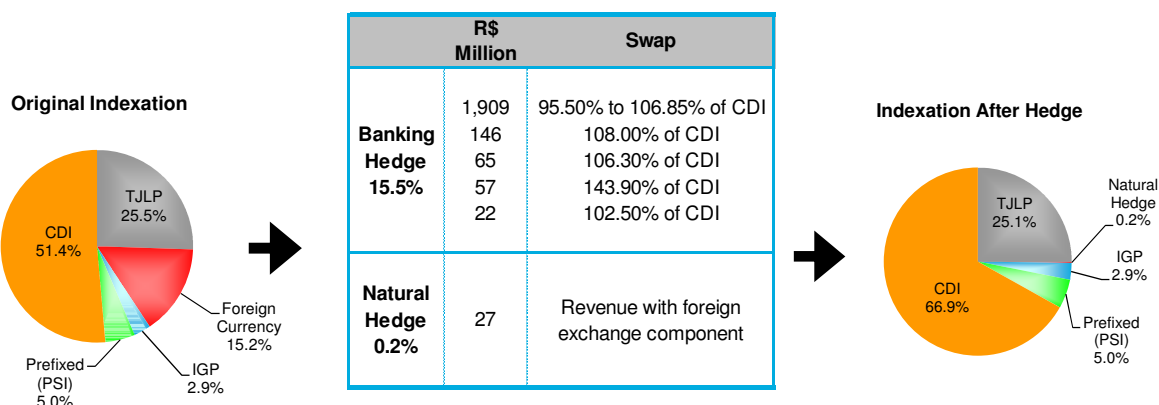 Original Indexation
TJLP
25.5%
CDI
51.4%
Foreign
Currency
15.2%
IGP
2.9%
Prefixed
(PSI)
5.0%
R$
Million
Swap
Banking
Hedge
15.5%
1,909 95.50% to 106.85% of CDI
146 108.00% of CDI
65 106.30% of CDI
57 143.90% of CDI
22 102.50% of CDI
Natural
Hedge
0.2%
27
Revenue with foreign
exchange component
Indexation After Hedge
TJLP
25.1%
Natural
Hedge
0.2%
IGP
2.9%
CDI
66.9%
Prefixed
(PSI)
5.0%